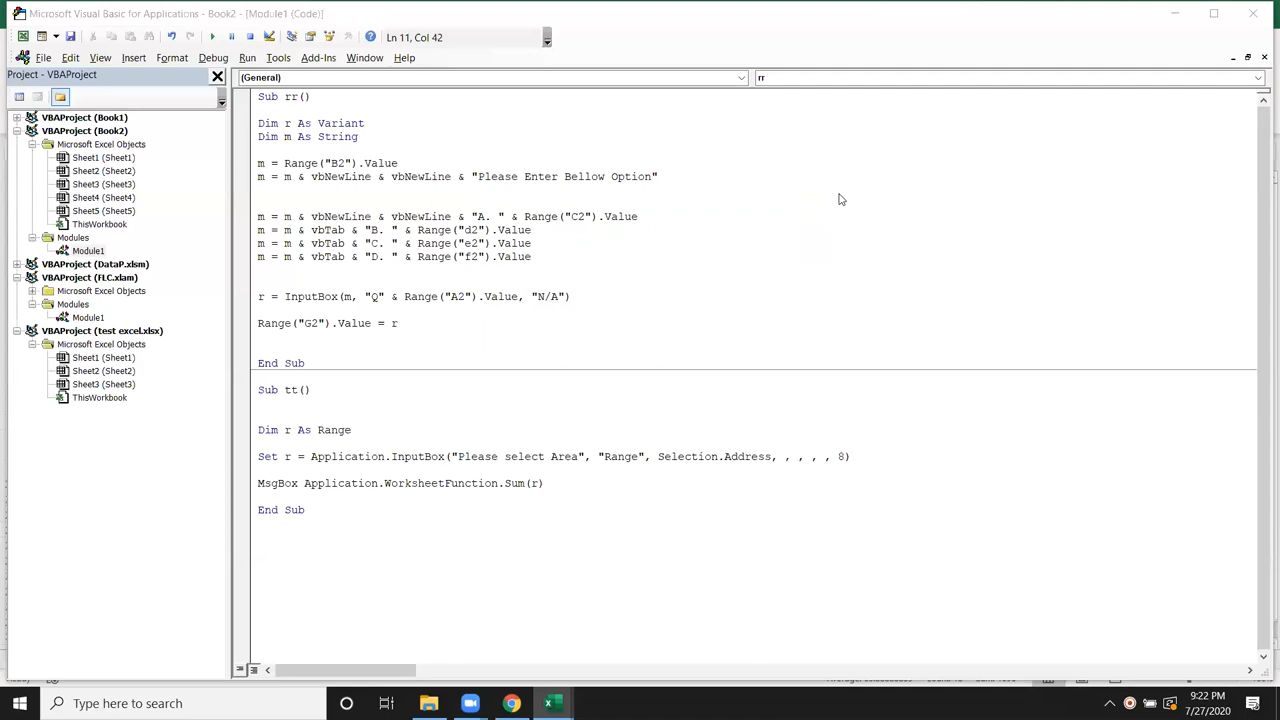 Microsoft Visual Basic for Applications - Book2 - [Module1 (Code)]
Ln 11, Col 42
File Edit View Insert Format Debug Run Tools Add-Ins Window Help
Project - VBAProject
(General)
rr
VBAProject (Book1)
VBAProject (Book2)
Microsoft Excel Objects
Sheet1 (Sheet1)
Sheet2 (Sheet2)
Sheet3 (Sheet3)
Sheet4 (Sheet4)
Sheet5 (Sheet5)
ThisWorkbook
Modules
Module1
VBAProject (DataP.xlsm)
VBAProject (FLC.xlam)
Microsoft Excel Objects
Modules
Module1
VBAProject (test excel.xlsx)
Microsoft Excel Objects
Sheet1 (Sheet1)
Sheet2 (Sheet2)
Sheet3 (Sheet3)
ThisWorkbook
Sub rr()
Dim r As Variant
Dim m As String
m = Range("B2").Value
m = m & vbNewLine & vbNewLine & "Please Enter Bellow Option"
m = m & vbNewLine & vbNewLine & "A. " & Range("C2").Value
m = m & vbTab & "B. " & Range("d2").Value
m = m & vbTab & "C. " & Range("e2").Value
m = m & vbTab & "D. " & Range("f2").Value
r = InputBox(m, "Q" & Range("A2").Value, "N/A")
Range("G2").Value = r
End Sub
Sub tt()
Dim r As Range
Set r = Application.InputBox("Please select Area", "Range", Selection.Address, , , , , 8)
MsgBox Application.WorksheetFunction.Sum(r)
End Sub
Type here to search
9:22 PM
7/27/2020